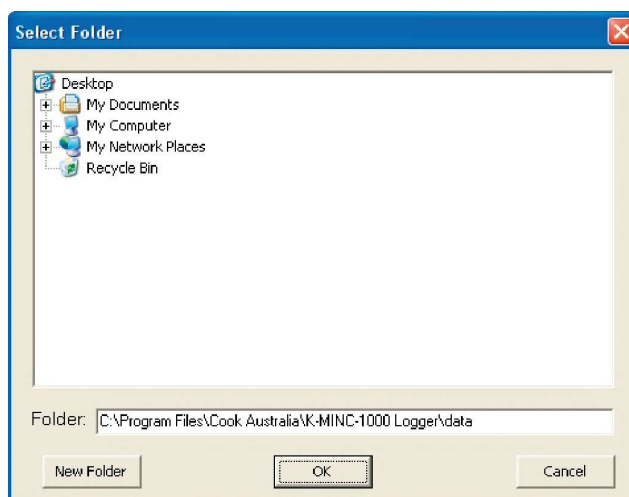 Select Folder
Desktop
My Documents
My Computer
My Network Places
Recycle Bin
Folder: C:\Program Files\Cook Australia\K-MINC-1000 Logger\data
New Folder
OK
Cancel